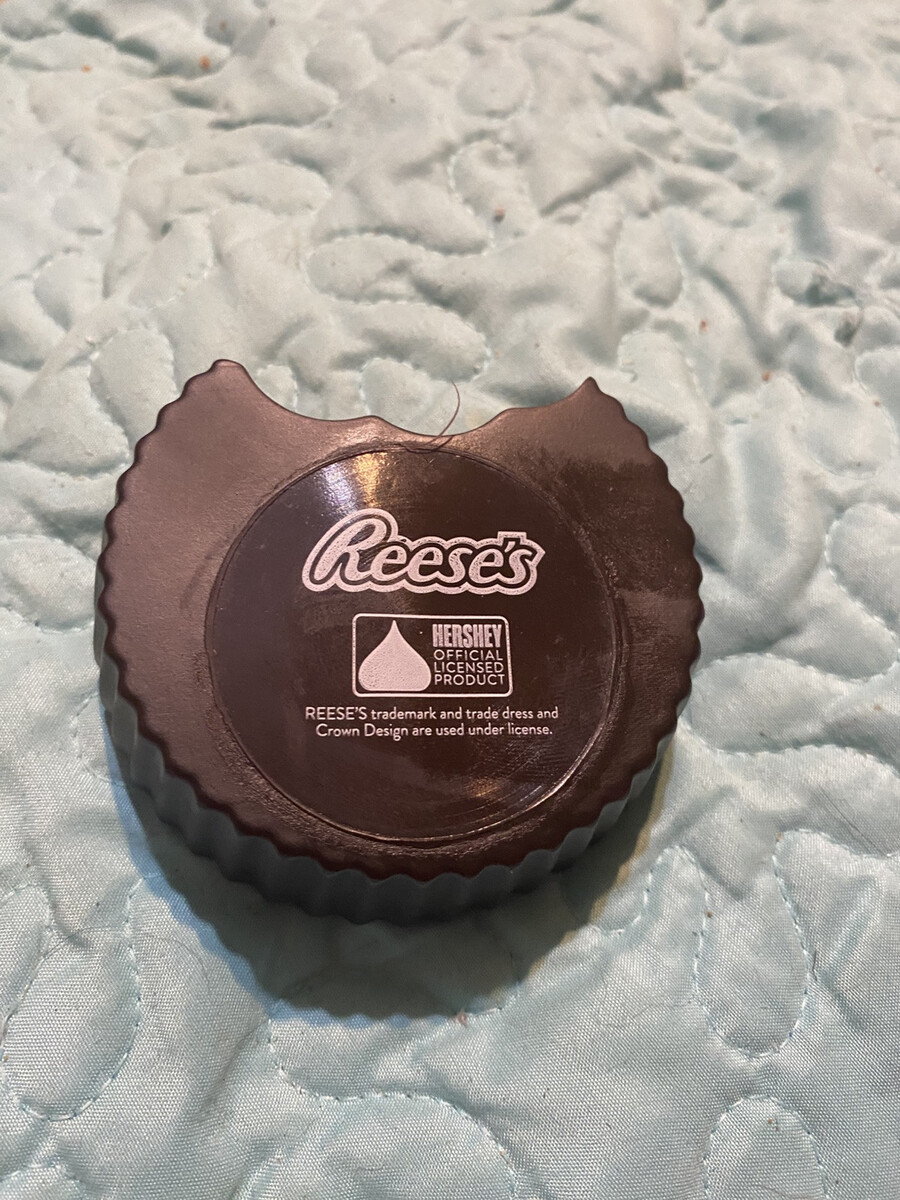 Reese's
HERSHEY
OFFICIAL
LICENSED
PRODUCT
REESE'S trademark and trade dress and
Crown Design are used under license.